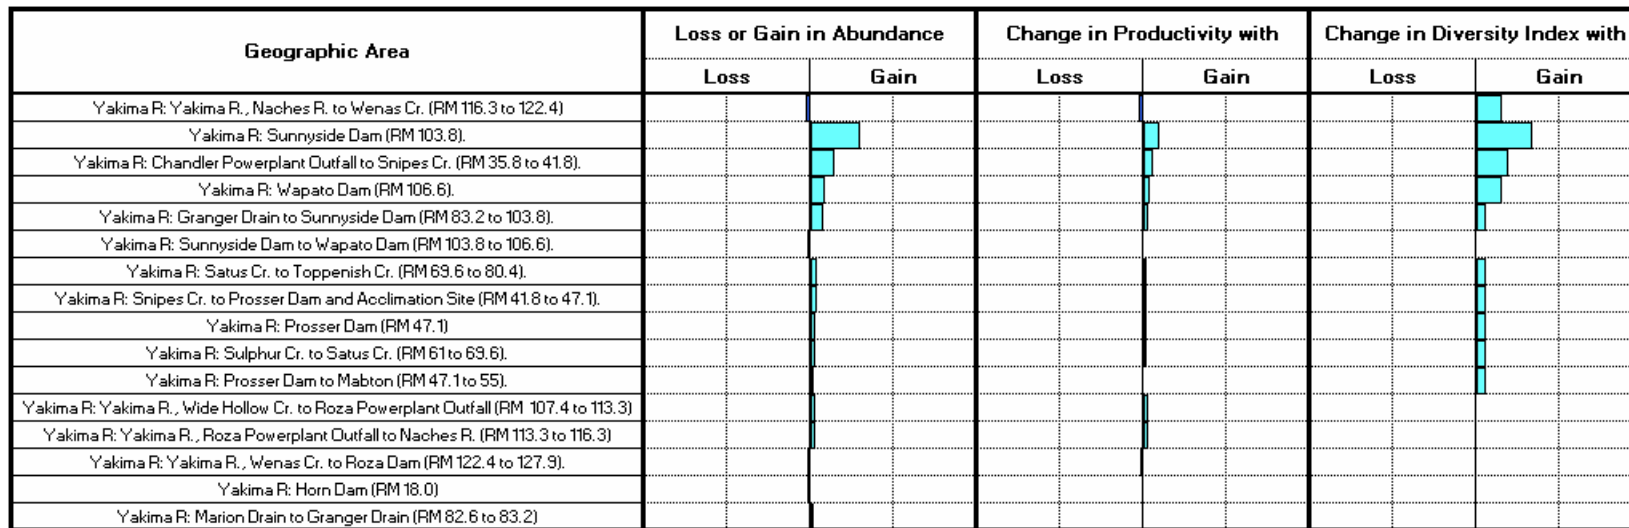 Geographic Area
Loss or Gain in Abundance
Change in Productivity with
Change in Diversity Index with
Loss
Gain
Loss
Gain
Loss
Gain
Yakima R: Yakima R., Naches R. to Wenas Cr. (RM 116.3 to 122.4)
Yakima R: Sunnyside Dam (RM 103.8).
Yakima R: Chandler Powerplant Outfall to Snipes Cr. (RM 35.8 to 41.8).
Yakima R: Wapato Dam (RM 106.6).
Yakima R: Granger Drain to Sunnyside Dam (RM 83.2 to 103.8).
Yakima R: Sunnyside Dam to Wapato Dam (RM 103.8 to 106.6).
Yakima R: Satus Cr. to Toppenish Cr. (RM 69.6 to 80.4).
Yakima R: Snipes Cr. to Prosser Dam and Acclimation Site (RM 41.8 to 47.1).
Yakima R: Prosser Dam (RM 47.1)
Yakima R: Sulphur Cr. to Satus Cr. (RM 61 to 69.6).
Yakima R: Prosser Dam to Mabton (RM 47.1 to 55).
Yakima R: Yakima R., Wide Hollow Cr. to Roza Powerplant Outfall (RM 107.4 to 113.3)
Yakima R: Yakima R., Roza Powerplant Outfall to Naches R. (RM 113.3 to 116.3)
Yakima R: Yakima R., Wenas Cr. to Roza Dam (RM 122.4 to 127.9).
Yakima R: Horn Dam (RM 18.0)
Yakima R: Marion Drain to Granger Drain (RM 82.6 to 83.2)